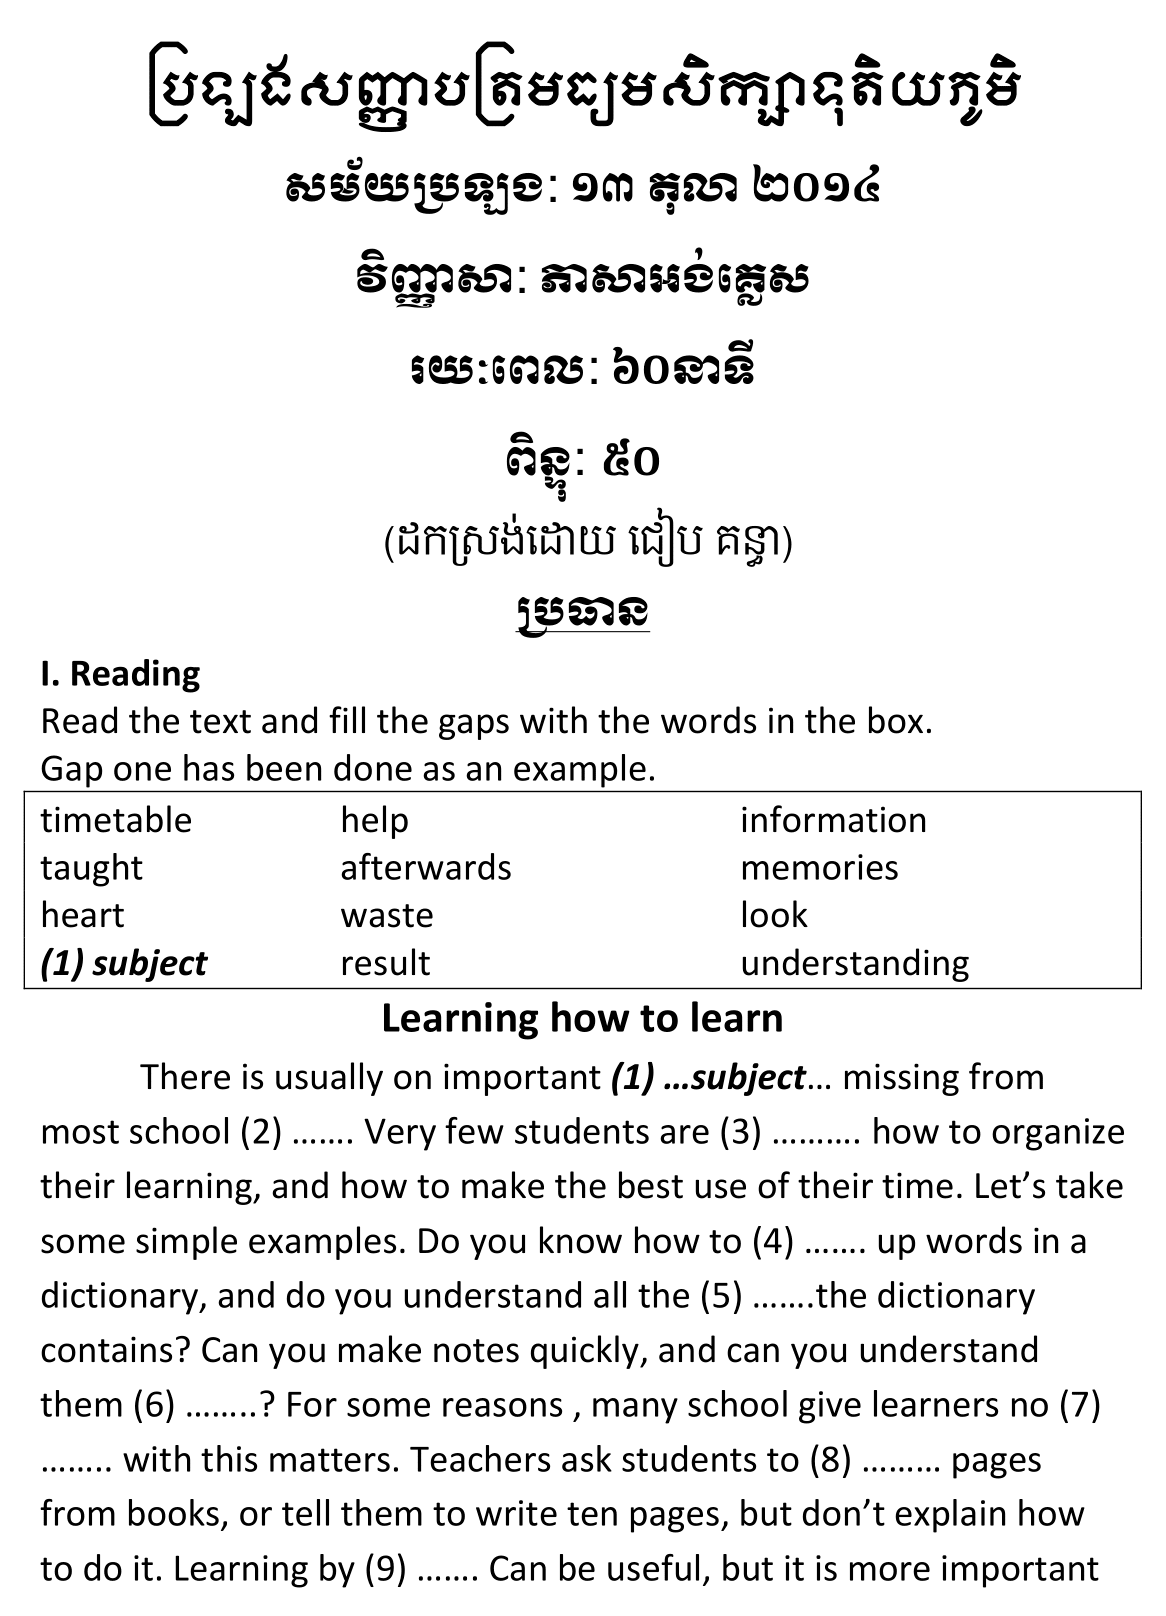 ប្រឡងសញ្ញាបត្រមធ្យមសិក្សាទុតិយភូមិ
សម័យប្រឡង: ១៣ តុលា ២០១៤
វិញ្ញាសា: ភាសាអង់គ្លេស
រយៈពេល: ៦០នាទី
ពិន្ទុ: ៥០
(ដកស្រង់ដោយ ជៀប គន្ធា)
ប្រធាន
I. Reading
Read the text and fill the gaps with the words in the box.
Gap one has been done as an example.
timetable help information
taught afterwards memories
heart waste look
(1) subject result understanding
Learning how to learn
There is usually on important (1) …subject… missing from
most school (2) ……. Very few students are (3) ………. how to organize
their learning, and how to make the best use of their time. Let’s take
some simple examples. Do you know how to (4) ……. up words in a
dictionary, and do you understand all the (5) …….the dictionary
contains? Can you make notes quickly, and can you understand
them (6) ……..? For some reasons , many school give learners no (7)
…….. with this matters. Teachers ask students to (8) ……… pages
from books, or tell them to write ten pages, but don’t explain how
to do it. Learning by (9) ……. Can be useful, but it is more important